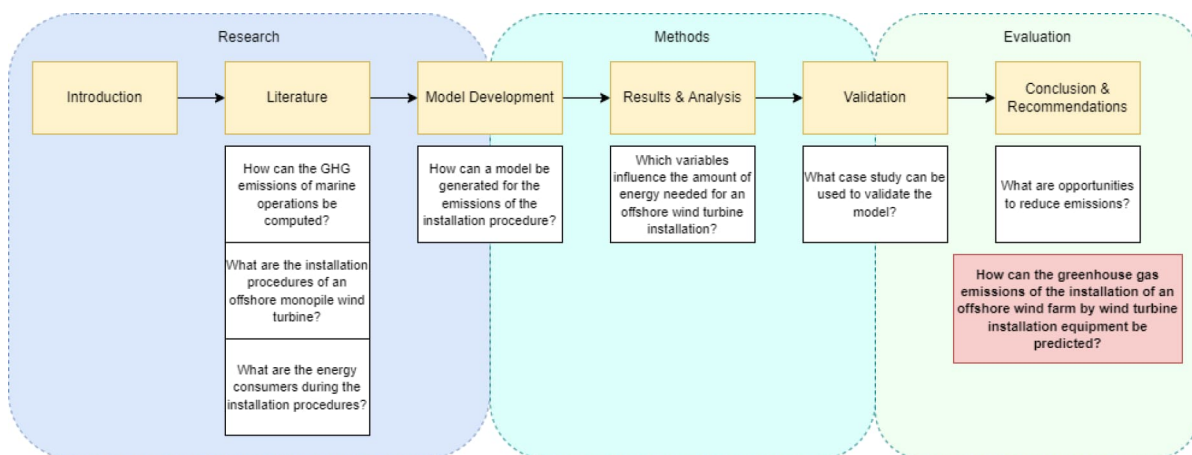 Research
Methods
Evaluation
Introduction
Literature
Model Development
Results & Analysis
Validation
Conclusion &
Recommendations
How can the GHG
emissions of marine
operations be
computed?
What are the installation
procedures of an
offshore monopile wind
turbine?
What are the energy
consumers during the
installation procedures?
How can a model be
generated for the
emissions of the
installation procedure?
Which variables
influence the amount of
energy needed for an
offshore wind turbine
installation?
What case study can be
used to validate the
model?
What are opportunities
to reduce emissions?
How can the greenhouse gas
emissions of the installation of an
offshore wind farm by wind turbine
installation equipment be
predicted?